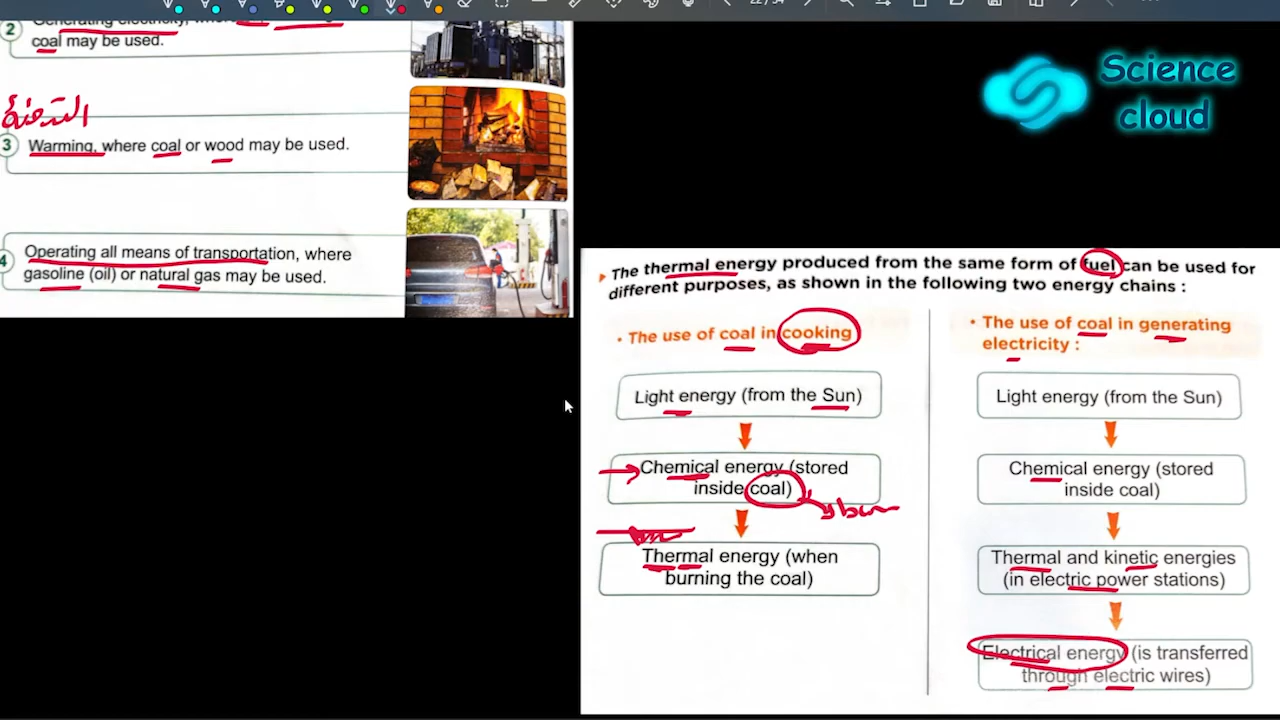 2
Generating electricity, where
coal may be used.
التدفئة
3
Warming, where coal or wood may be used.
4
Operating all means of transportation, where
gasoline (oil) or natural gas may be used.
Science
cloud
The thermal energy produced from the same form of fuel can be used for
different purposes, as shown in the following two energy chains :
• The use of coal in cooking
Light energy (from the Sun)
Chemical energy (stored
inside coal)
burn
Thermal energy (when
burning the coal)
• The use of coal in generating
electricity :
Light energy (from the Sun)
Chemical energy (stored
inside coal)
Thermal and kinetic energies
(in electric power stations)
Electrical energy (is transferred
through electric wires)